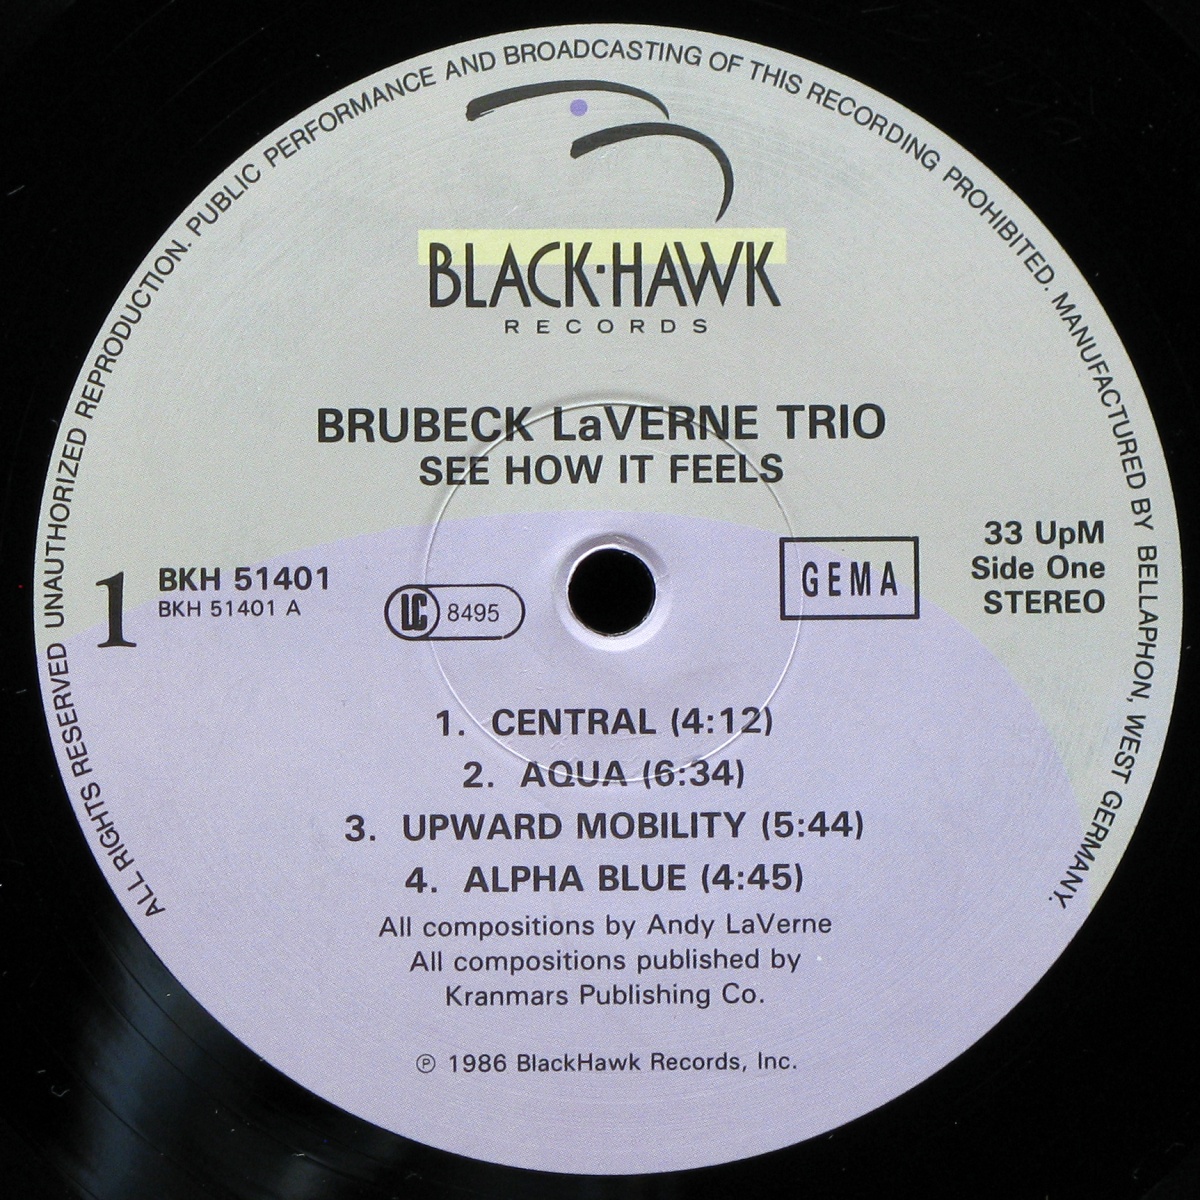 ALL RIGHTS RESERVED UNAUTHORIZED REPRODUCTION. PUBLIC PERFORMANCE AND BROADCASTING OF THIS RECORDING PROHIBITED. MANUFACTURED BY BELLAPHON, WEST GERMANY.
BLACK·HAWK
RECORDS
BRUBECK LaVERNE TRIO
SEE HOW IT FEELS
1
BKH 51401
BKH 51401 A
LC 8495
GEMA
33 UpM
Side One
STEREO
1. CENTRAL (4:12)
2. AQUA (6:34)
3. UPWARD MOBILITY (5:44)
4. ALPHA BLUE (4:45)
All compositions by Andy LaVerne
All compositions published by
Kranmars Publishing Co.
℗ 1986 BlackHawk Records, Inc.